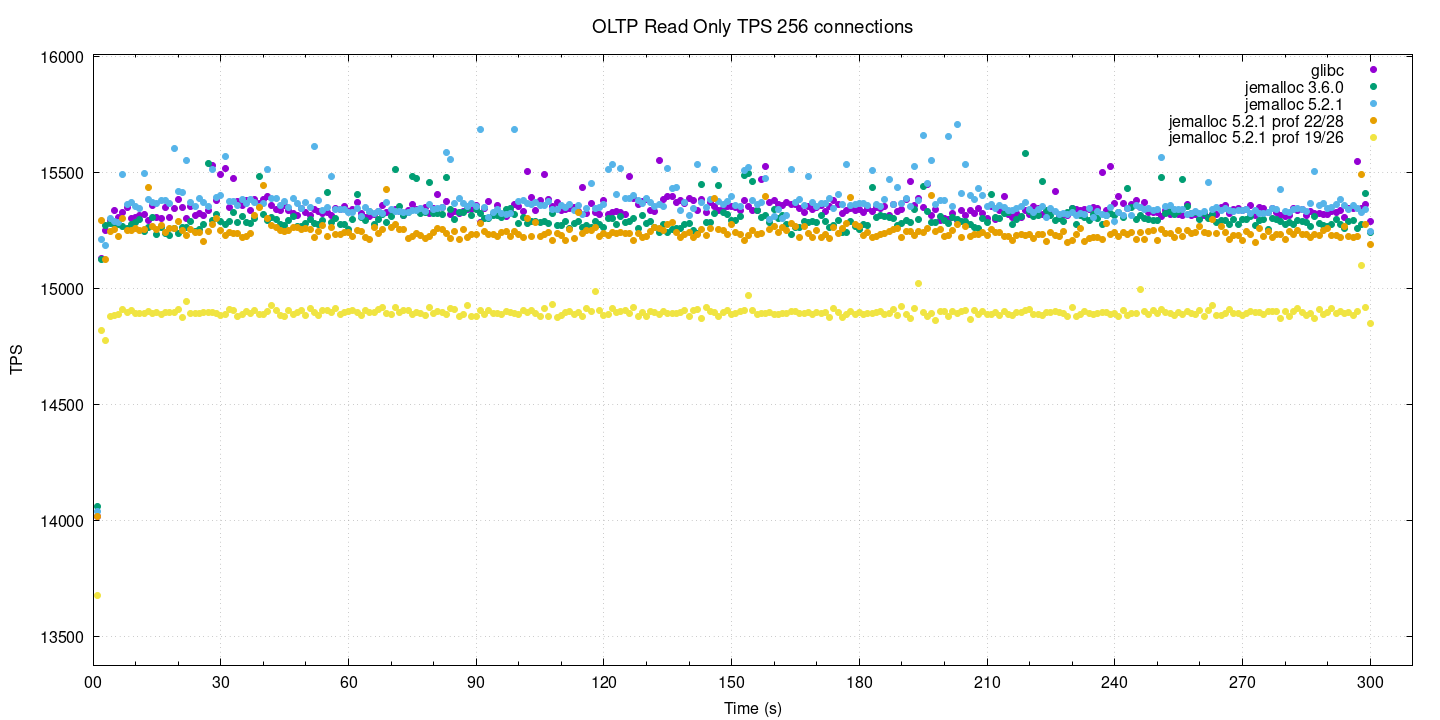 OLTP Read Only TPS 256 connections
16000
15500
15000
14500
14000
13500
TPS
glibc
jemalloc 3.6.0
jemalloc 5.2.1
jemalloc 5.2.1 prof 22/28
jemalloc 5.2.1 prof 19/26
00 30 60 90 120 150 180 210 240 270 300
Time (s)